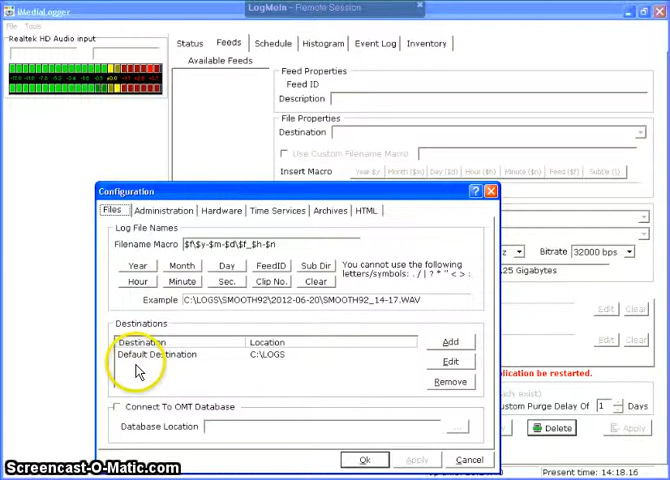 iMediaLogger
LogMeIn - Remote Session
File Tools
Realtek HD Audio input
Status Feeds Schedule Histogram Event Log Inventory
Available Feeds
Feed Properties
Feed ID
Description
File Properties
Destination
Use Custom Filename Macro
Insert Macro Year $y Month ($m) Day ($d) Hour ($h) Minute ($n) Feed ($f) SubDir (\)
Configuration
Files Administration Hardware Time Services Archives HTML
Log File Names
Filename Macro $f\$y-$m-$d\$f_$h-$n
Year Month Day FeedID Sub Dir
Hour Minute Sec. Clip No. Clear
You cannot use the following
letters/symbols: . / | ? * " < > :
Example C:\LOGS\SMOOTH92\2012-06-20\SMOOTH92_14-17.WAV
Bitrate 32000 bps
.25 Gigabytes
Destinations
Destination Location
Default Destination C:\LOGS
Add
Edit
Remove
Edit Clear
Edit Clear
plication be restarted.
ady exist)
ustom Purge Delay Of 1 Days
Delete Apply
Connect To OMT Database
Database Location ...
Ok Apply Cancel
Present time: 14:18.16
Screencast-O-Matic.com